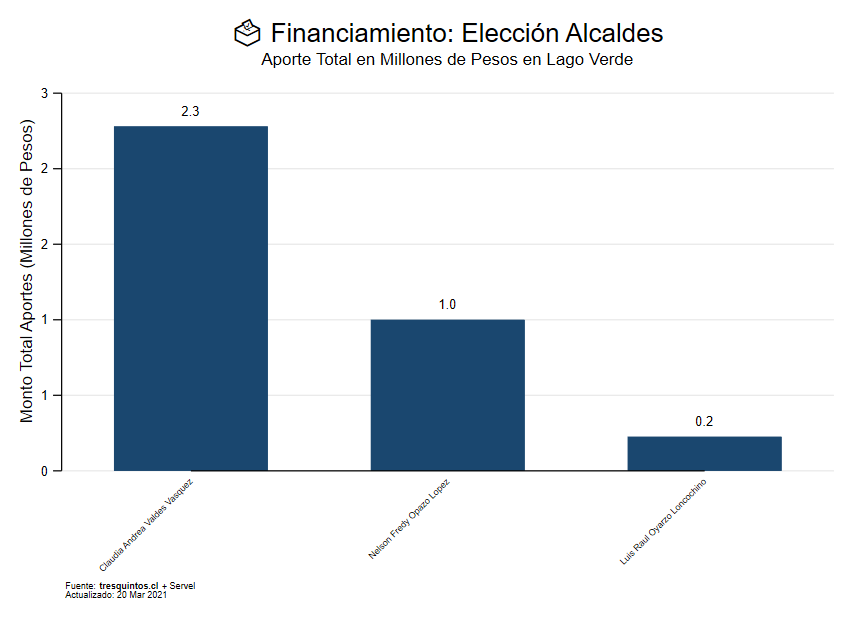 Financiamiento: Elección Alcaldes
Aporte Total en Millones de Pesos en Lago Verde
Monto Total Aportes (Millones de Pesos)
3
2
2
1
1
0
2.3
1.0
0.2
Claudia Andrea Valdes Vasquez
Nelson Fredy Opazo Lopez
Luis Raul Oyarzo Loncochino
Fuente: tresquintos.cl + Servel
Actualizado: 20 Mar 2021